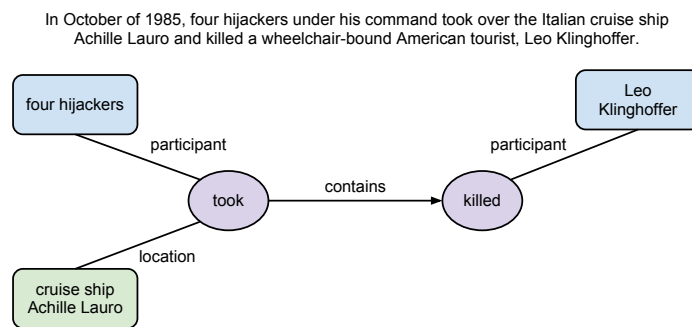 In October of 1985, four hijackers under his command took over the Italian cruise ship
Achille Lauro and killed a wheelchair-bound American tourist, Leo Klinghoffer.
four hijackers
Leo
Klinghoffer
participant
participant
took
contains
killed
location
cruise ship
Achille Lauro